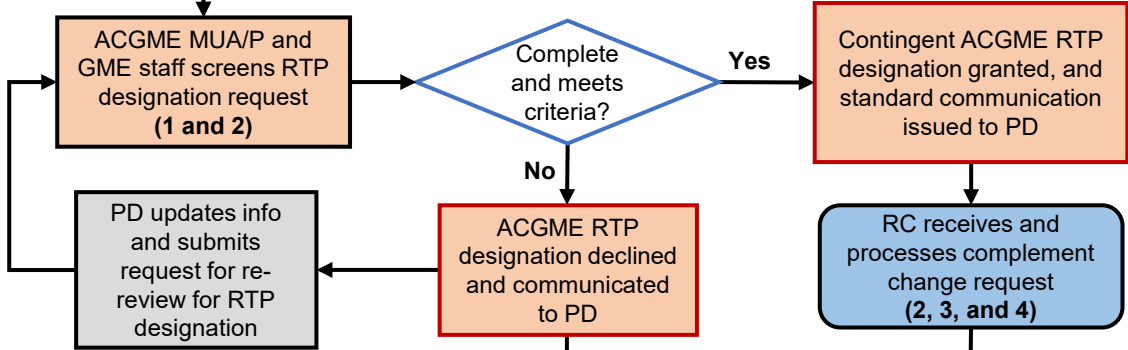 ACGME MUA/P and
GME staff screens RTP
designation request
(1 and 2)
Complete
and meets
criteria?
Yes
Contingent ACGME RTP
designation granted, and
standard communication
issued to PD
No
PD updates info
and submits
request for re-
review for RTP
designation
ACGME RTP
designation declined
and communicated
to PD
RC receives and
processes complement
change request
(2, 3, and 4)